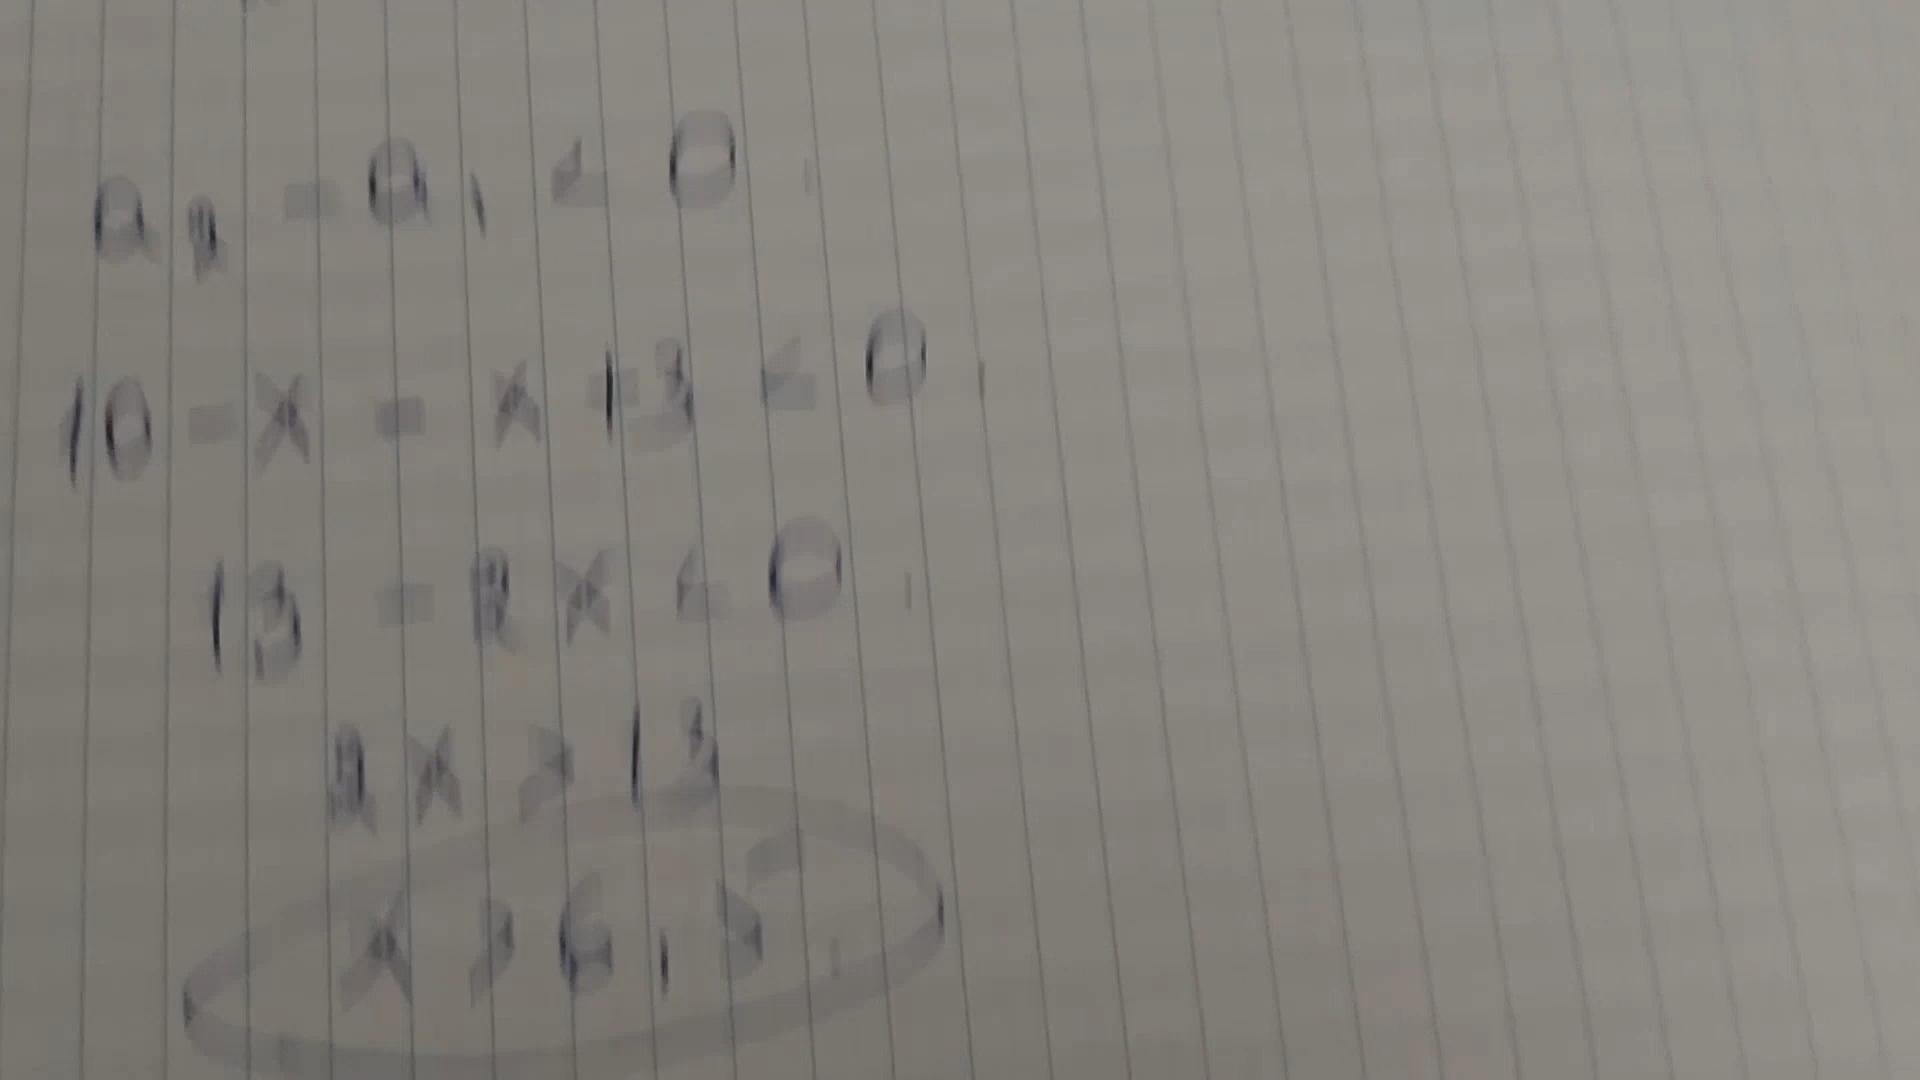 a₂ - a₁ < 0
10 - x - x + 3 < 0
13 - 2x < 0
2x > 13
x > 6,5